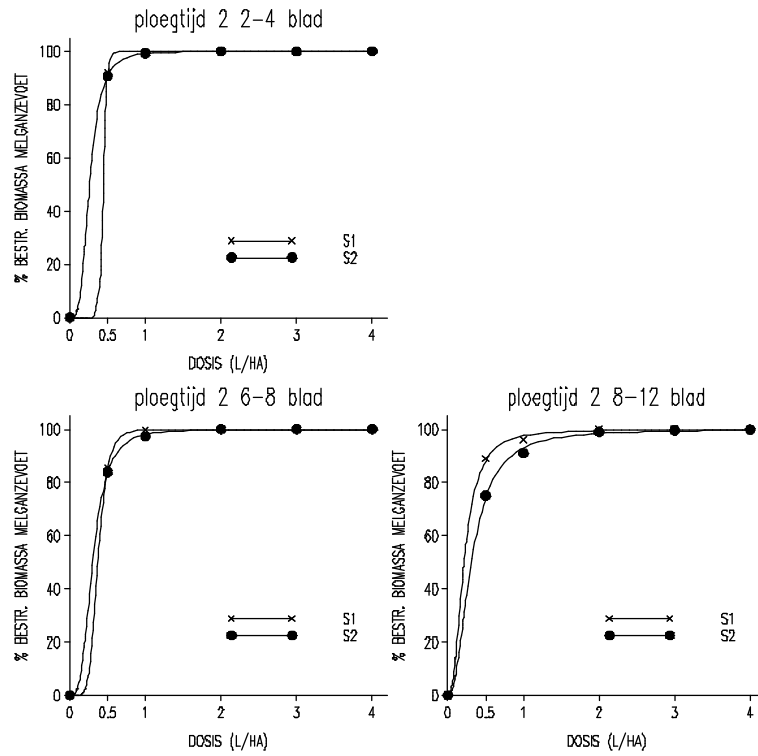 ploegtijd 2 2-4 blad
% BESTR. BIOMASSA MELGANZEVOET
100
80
60
40
20
0
S1
S2
0 0.5 1 2 3 4
DOSIS (L/HA)
ploegtijd 2 6-8 blad
% BESTR. BIOMASSA MELGANZEVOET
100
80
60
40
20
0
S1
S2
0 0.5 1 2 3 4
DOSIS (L/HA)
ploegtijd 2 8-12 blad
% BESTR. BIOMASSA MELGANZEVOET
100
80
60
40
20
0
S1
S2
0 0.5 1 2 3 4
DOSIS (L/HA)